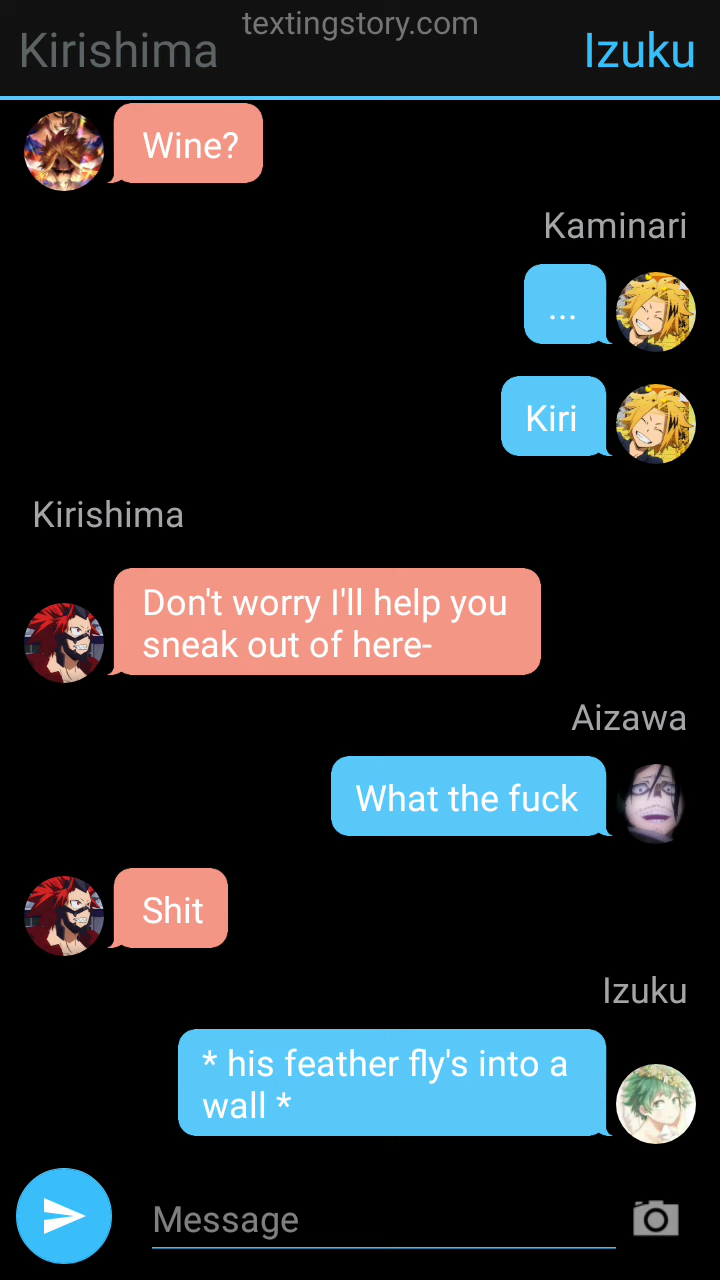 textingstory.com
Kirishima
Izuku
Wine?
Kaminari
...
Kiri
Kirishima
Don't worry I'll help you
sneak out of here-
Aizawa
What the fuck
Shit
Izuku
* his feather fly's into a
wall *
Message